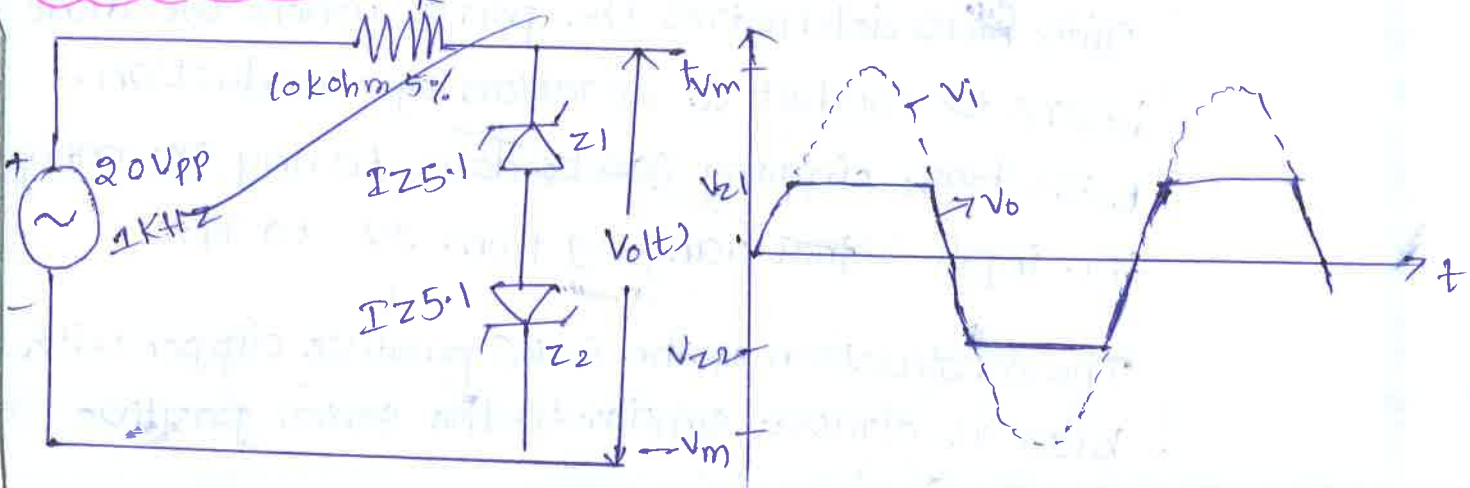 10kohm 5%
20Vpp
1KHZ
IZ5.1
Z1
IZ5.1
Z2
Vo(t)
+
-
+Vm
Vz1
Vz2
-Vm
Vi
Vo
t